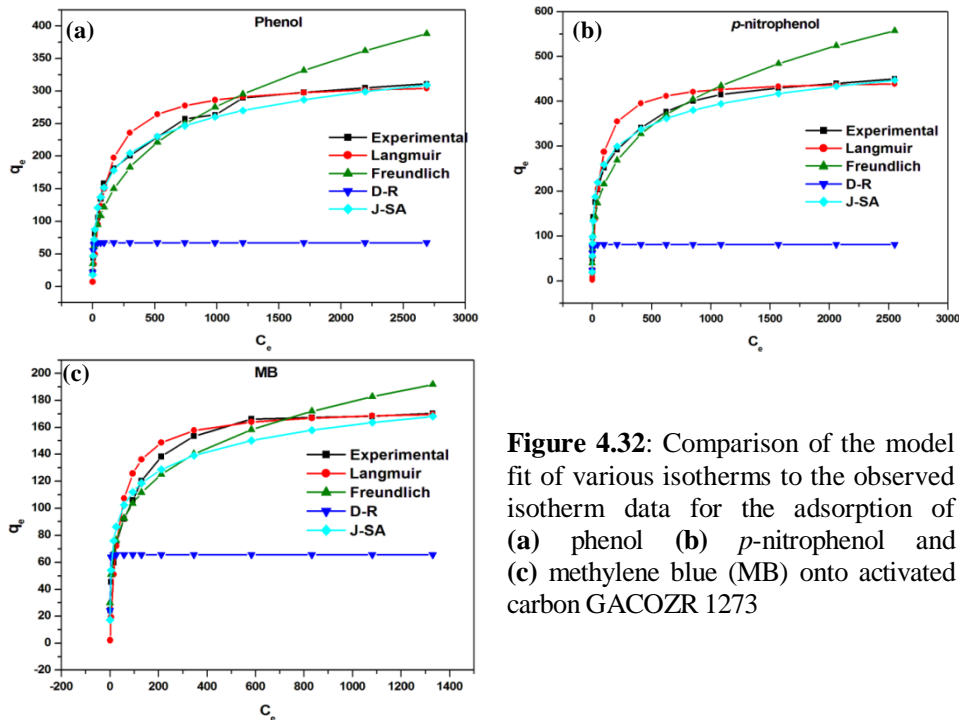 (a)
Phenol
400
350
300
250
200
150
100
50
0
qe
Experimental
Langmuir
Freundlich
D-R
J-SA
0
500
1000
1500
2000
2500
3000
Ce
(b)
p-nitrophenol
600
500
400
300
200
100
0
qe
Experimental
Langmuir
Freundlich
D-R
J-SA
0
500
1000
1500
2000
2500
3000
Ce
(c)
MB
200
180
160
140
120
100
80
60
40
20
0
-20
qe
Experimental
Langmuir
Freundlich
D-R
J-SA
-200
0
200
400
600
800
1000
1200
1400
Ce
Figure 4.32: Comparison of the model
fit of various isotherms to the observed
isotherm data for the adsorption of
(a) phenol (b) p-nitrophenol and
(c) methylene blue (MB) onto activated
carbon GACOZR 1273